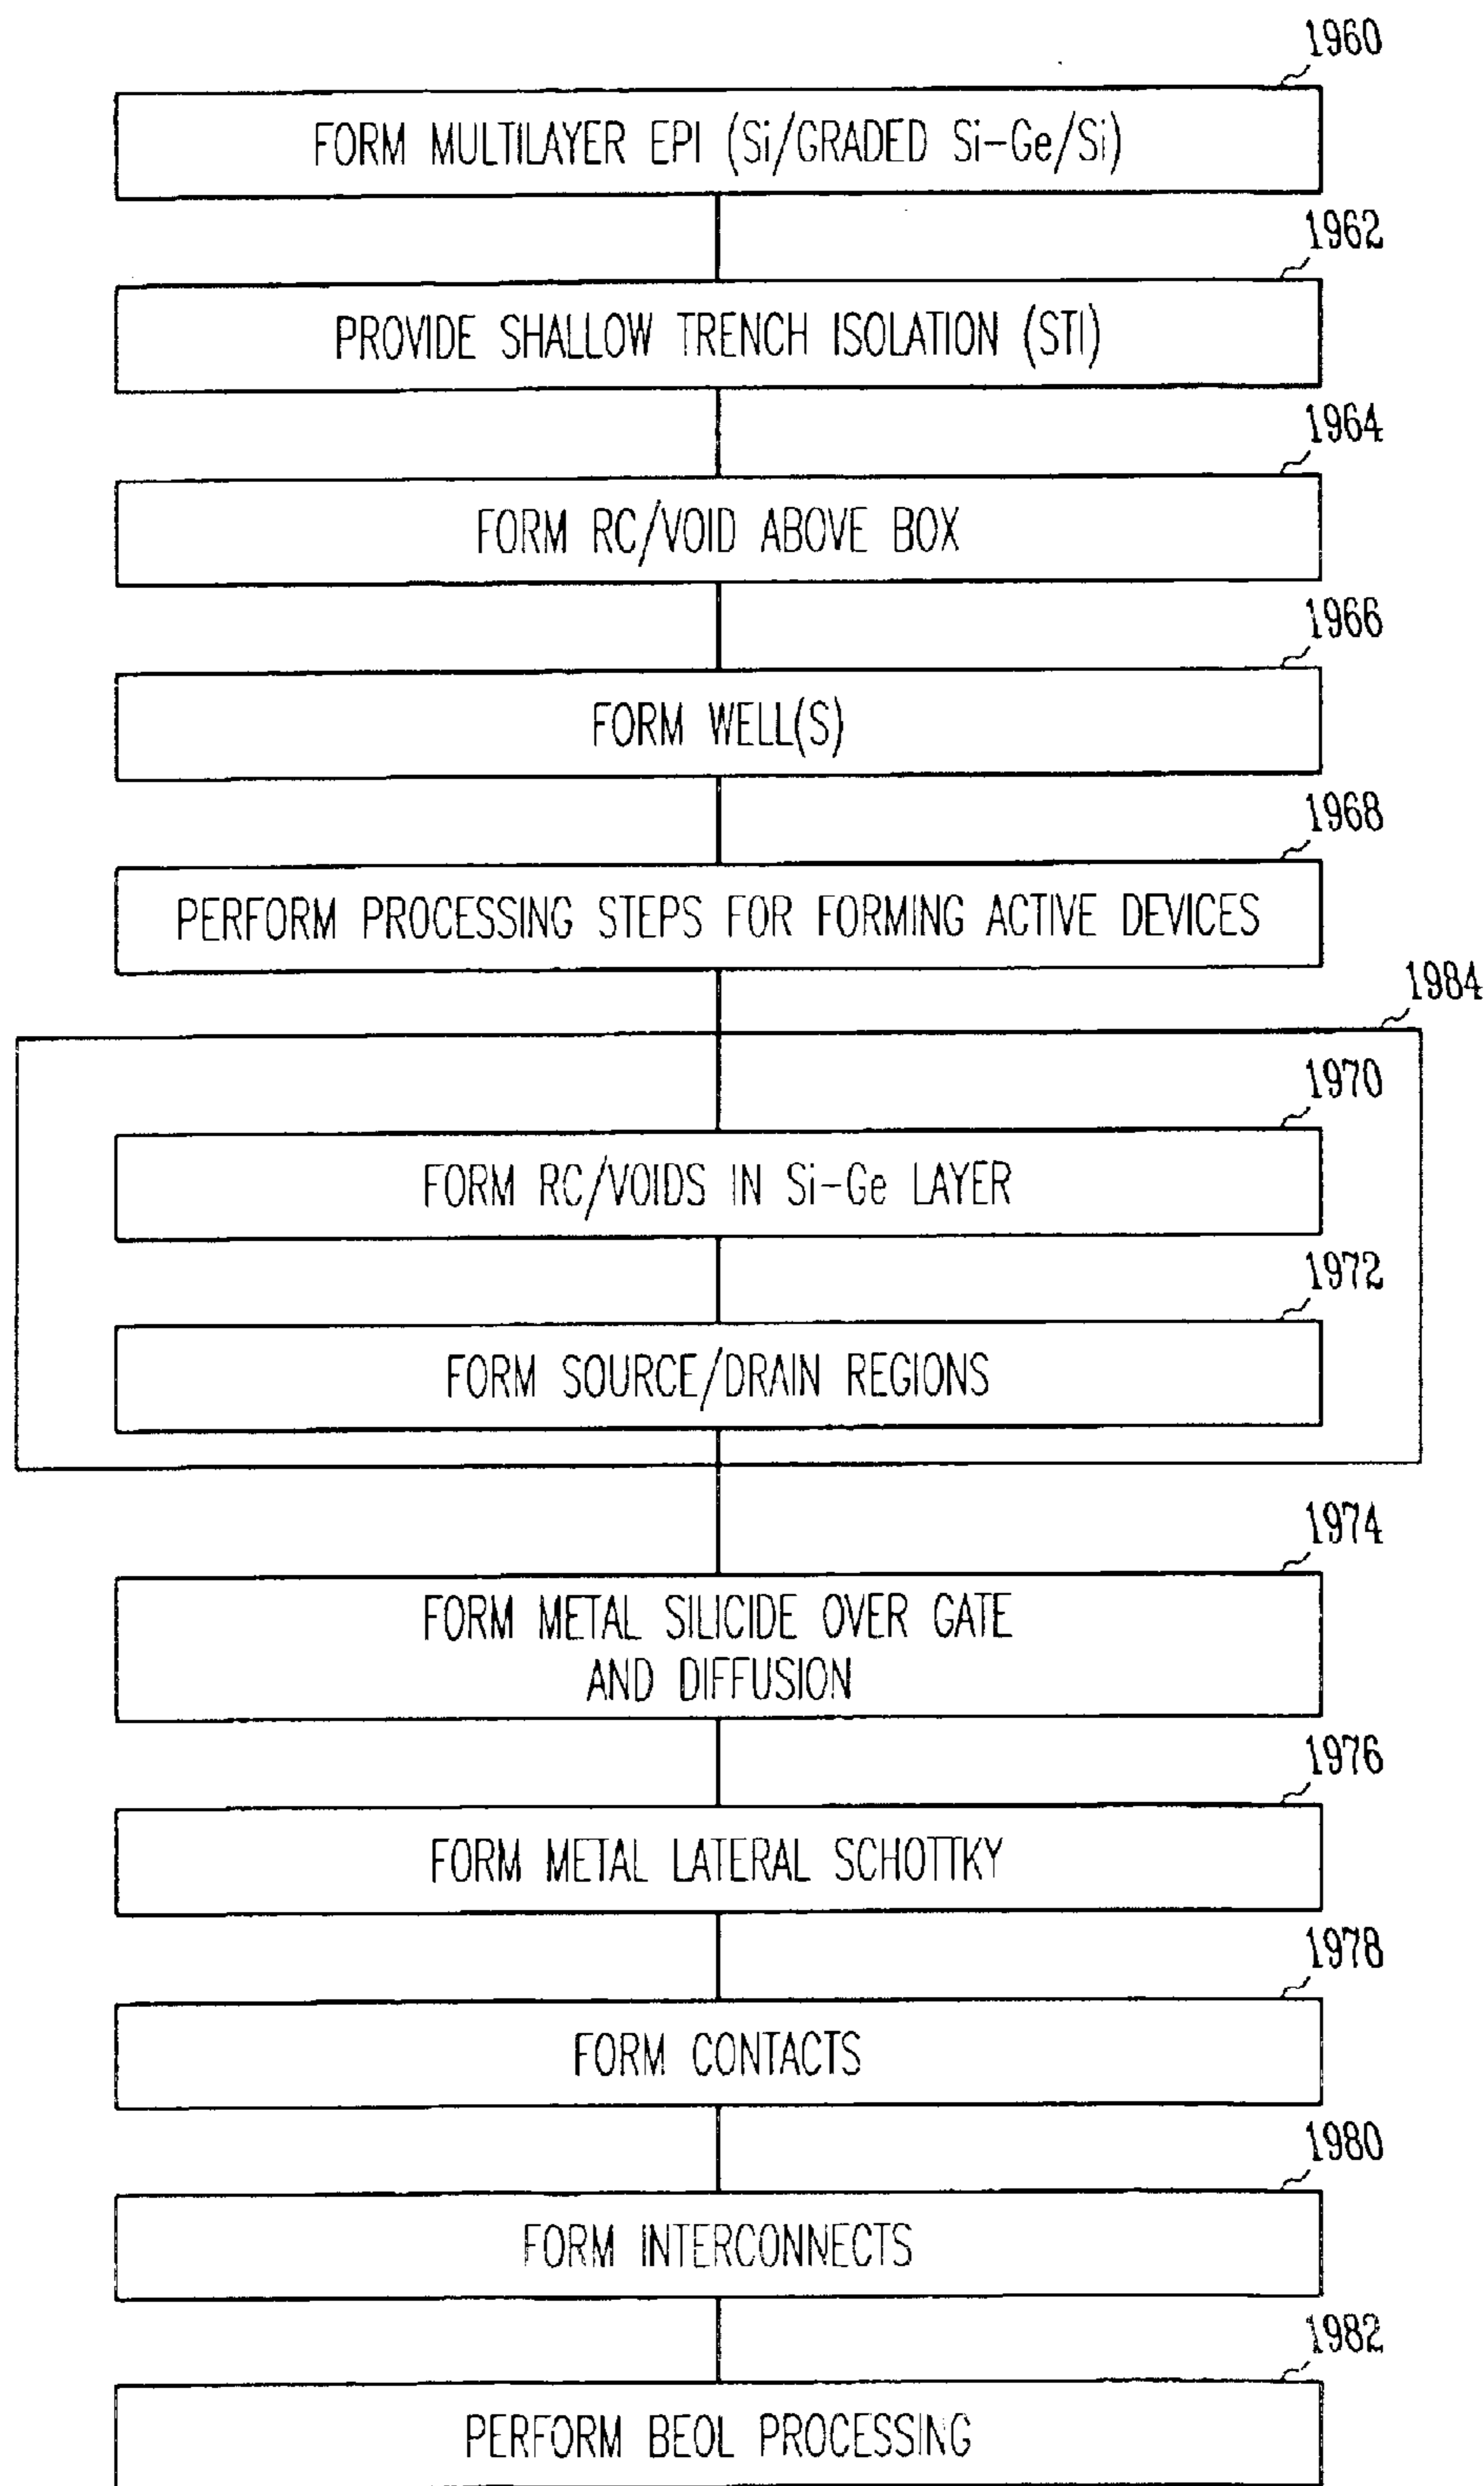 1960
FORM MULTILAYER EPI (Si/GRADED Si-Ge/Si)
1962
PROVIDE SHALLOW TRENCH ISOLATION (STI)
1964
FORM RC/VOID ABOVE BOX
1966
FORM WELL(S)
1968
PERFORM PROCESSING STEPS FOR FORMING ACTIVE DEVICES
1984
1970
FORM RC/VOIDS IN Si-Ge LAYER
1972
FORM SOURCE/DRAIN REGIONS
1974
FORM METAL SILICIDE OVER GATE
AND DIFFUSION
1976
FORM METAL LATERAL SCHOTTKY
1978
FORM CONTACTS
1980
FORM INTERCONNECTS
1982
PERFORM BEOL PROCESSING